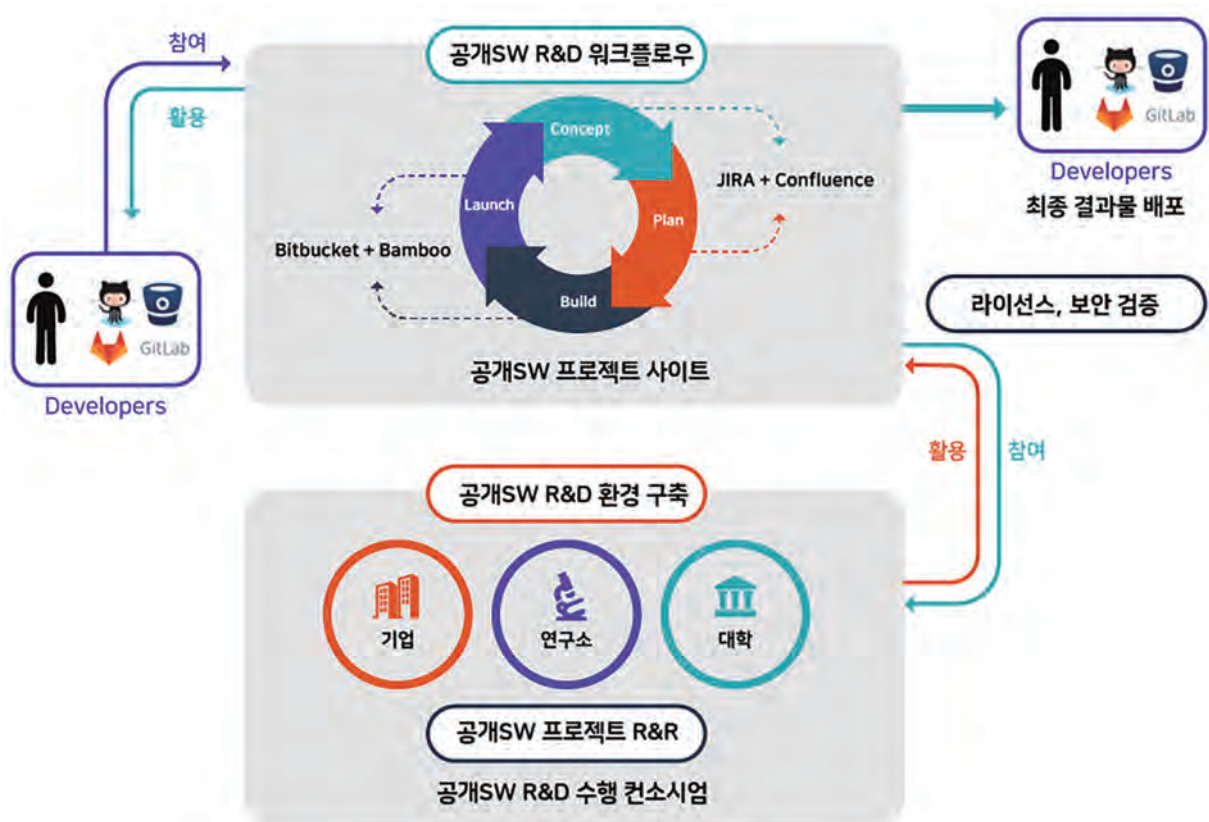 참여
활용
GitLab
Developers
공개SW R&D 워크플로우
Concept
Plan
Build
Launch
JIRA + Confluence
Bitbucket + Bamboo
공개SW 프로젝트 사이트
GitLab
Developers
최종 결과물 배포
라이선스, 보안 검증
활용
참여
공개SW R&D 환경 구축
기업
연구소
대학
공개SW 프로젝트 R&R
공개SW R&D 수행 컨소시엄